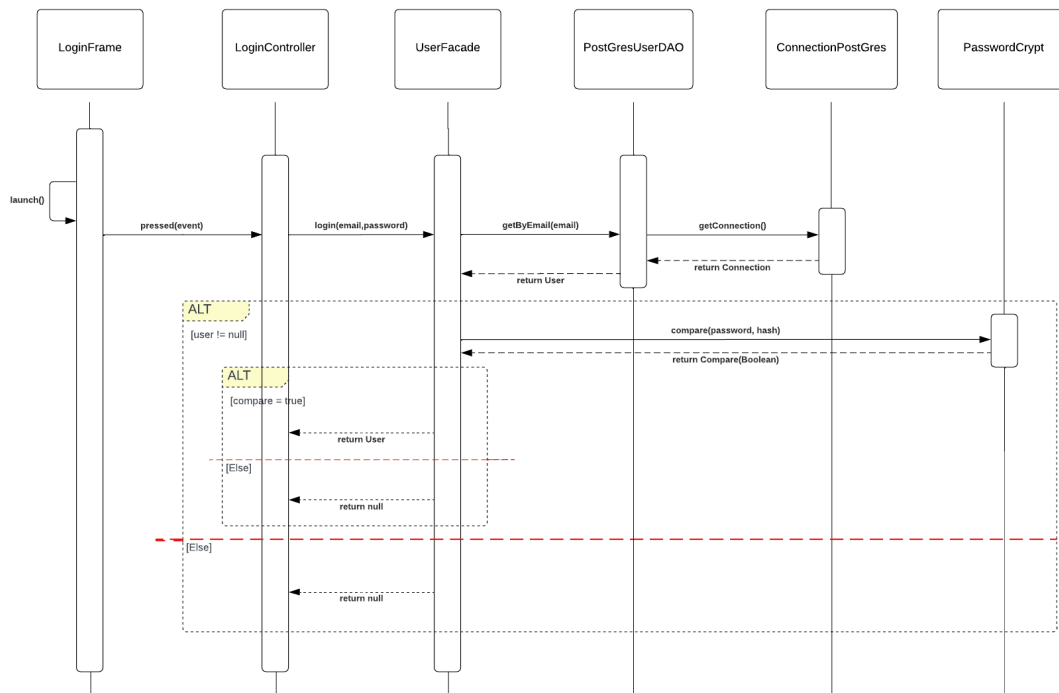 LoginFrame
LoginController
UserFacade
PostGresUserDAO
ConnectionPostGres
PasswordCrypt
launch()
pressed(event)
login(email,password)
getByEmail(email)
getConnection()
return Connection
return User
ALT
[user != null]
compare(password, hash)
return Compare(Boolean)
ALT
[compare = true]
return User
[Else]
return null
[Else]
return null